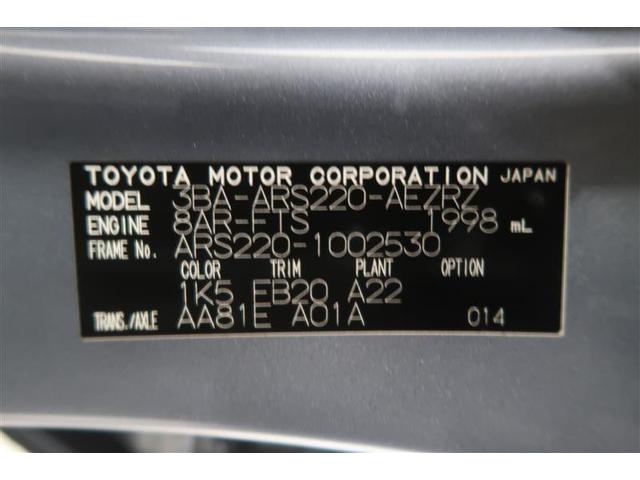 TOYOTA MOTOR CORPORATION JAPAN
MODEL 3BA-ARS220-AEZRZ
ENGINE 8AR-FTS 1998 mL
FRAME No. ARS220-1002530
COLOR TRIM PLANT OPTION
1K5 EB20 A22
TRANS./AXLE AA81E A01A 014